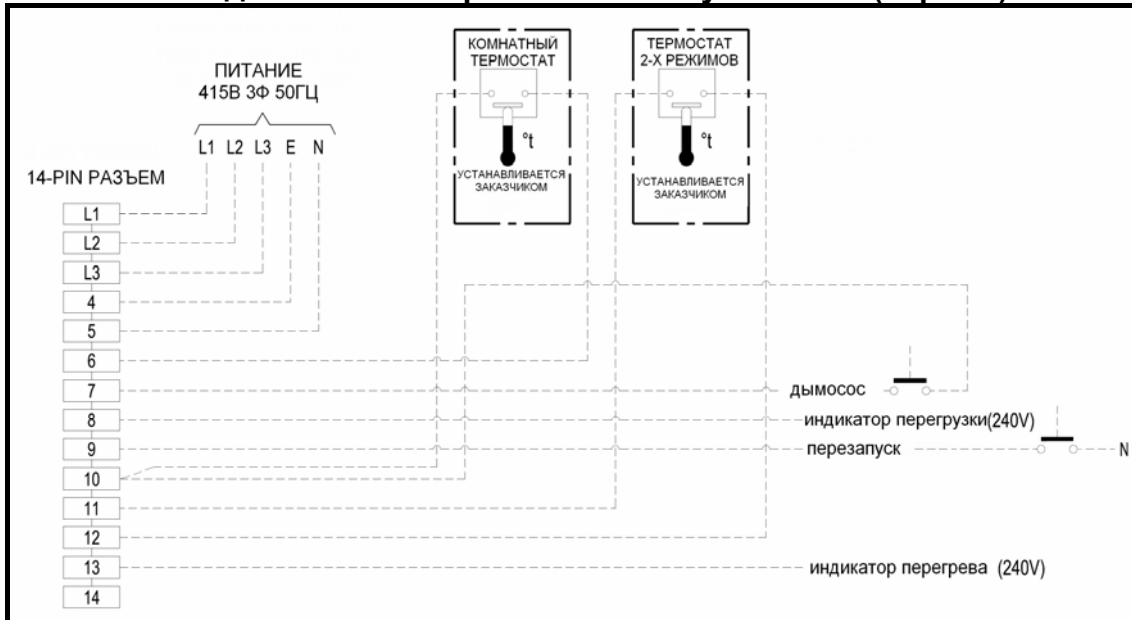 КОМНАТНЫЙ
ТЕРМОСТАТ
ТЕРМОСТАТ
2-Х РЕЖИМОВ
ПИТАНИЕ
415В 3Ф 50ГЦ
°t
°t
L1 L2 L3 E N
УСТАНАВЛИВАЕТСЯ
ЗАКАЗЧИКОМ
УСТАНАВЛИВАЕТСЯ
ЗАКАЗЧИКОМ
14-PIN РАЗЪЕМ
L1
L2
L3
4
5
6
7
дымосос
8
индикатор перегрузки(240V)
9
перезапуск
N
10
11
12
13
индикатор перегрева (240V)
14